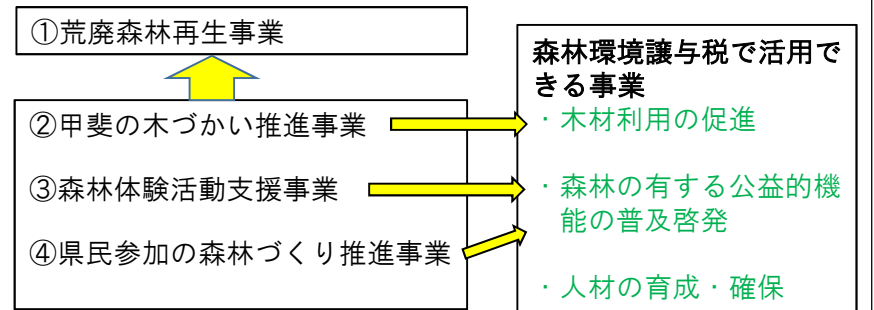 ①荒廃森林再生事業
②甲斐の木づかい推進事業
③森林体験活動支援事業
④県民参加の森林づくり推進事業
森林環境譲与税で活用で
きる事業
・木材利用の促進
・森林の有する公益的機
能の普及啓発
・人材の育成・確保